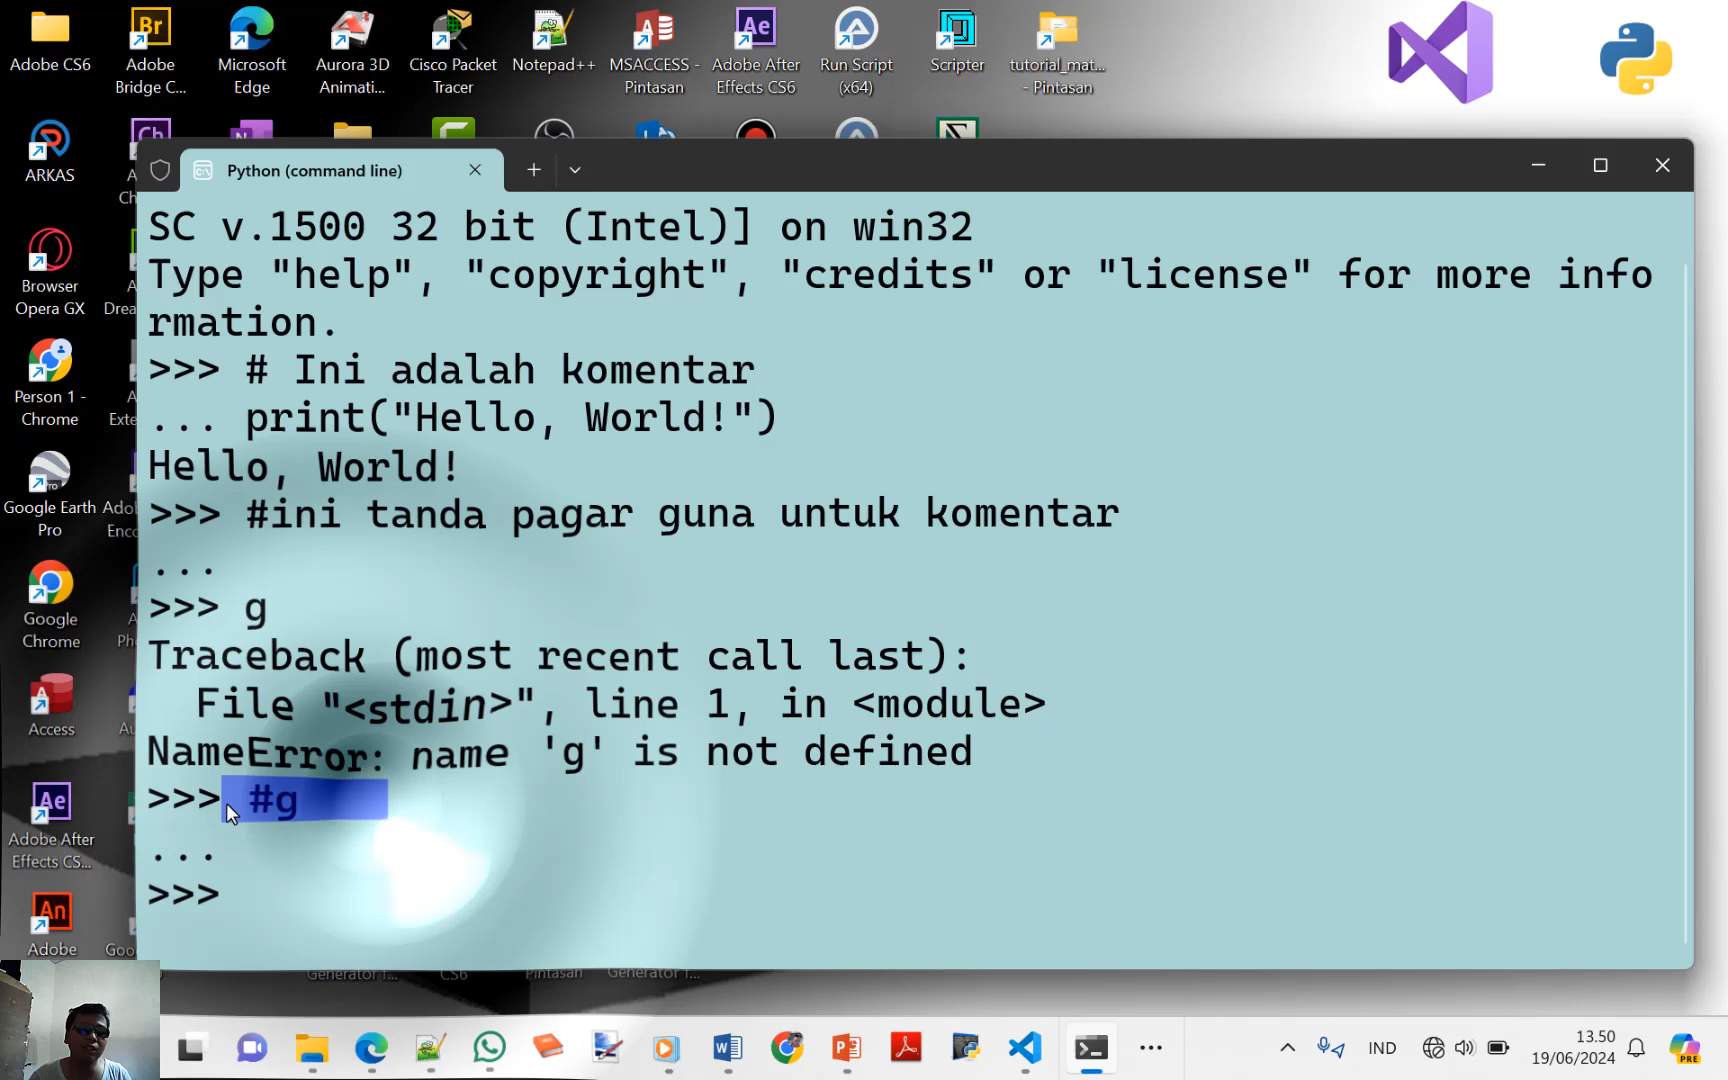 Adobe CS6
Adobe
Bridge C...
Microsoft
Edge
Aurora 3D
Animati...
Cisco Packet
Tracer
Notepad++
MSACCESS -
Pintasan
Adobe After
Effects CS6
Run Script
(x64)
Scripter
tutorial_mat...
- Pintasan
ARKAS
Browser
Opera GX
Person 1 -
Chrome
Google Earth
Pro
Google
Chrome
Access
Adobe After
Effects CS...
Adobe
Python (command line)
SC v.1500 32 bit (Intel)] on win32
Type "help", "copyright", "credits" or "license" for more info
rmation.
>>> # Ini adalah komentar
... print("Hello, World!")
Hello, World!
>>> #ini tanda pagar guna untuk komentar
...
>>> g
Traceback (most recent call last):
  File "<stdin>", line 1, in <module>
NameError: name 'g' is not defined
>>> #g
...
>>>
CS6
Pintasan
IND
13.50
19/06/2024
PRE